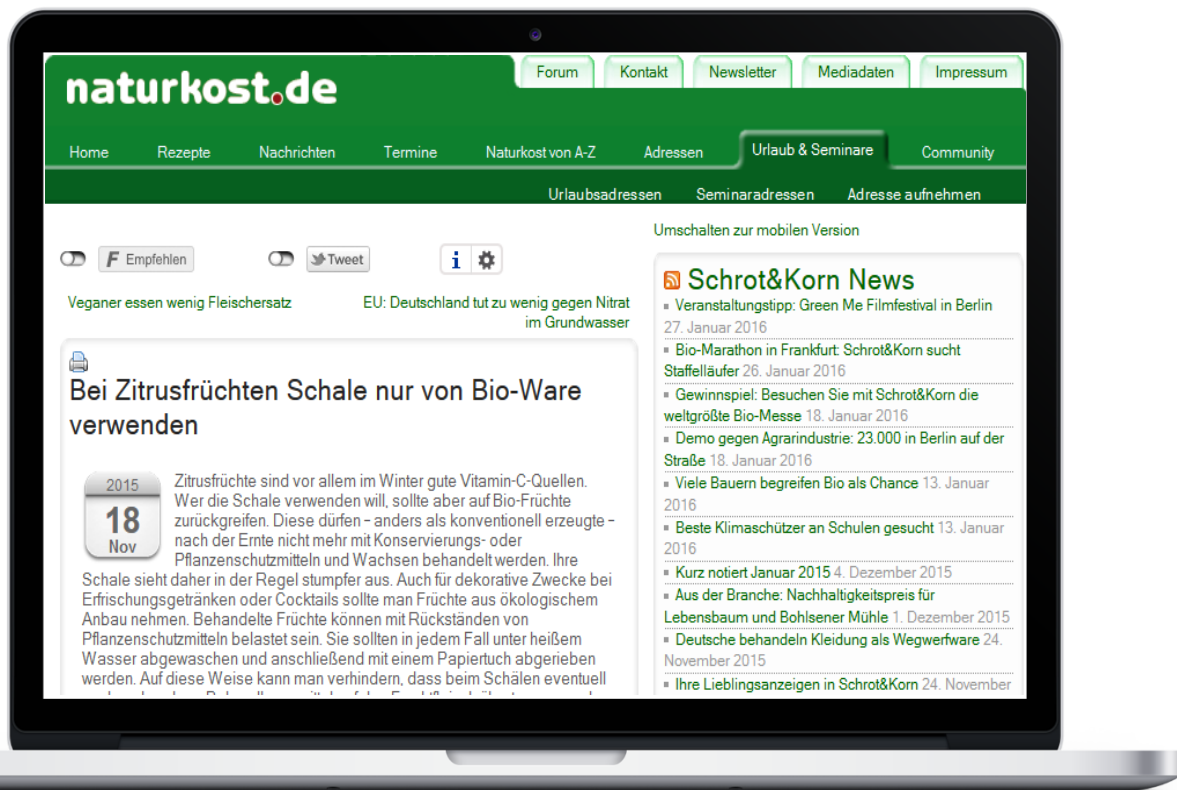 naturkost.de
Forum
Kontakt
Newsletter
Mediadaten
Impressum
Home
Rezepte
Nachrichten
Termine
Naturkost von A-Z
Adressen
Urlaub & Seminare
Community
Urlaubsadressen
Seminaradressen
Adresse aufnehmen
Empfehlen
Tweet
Veganer essen wenig Fleischersatz
EU: Deutschland tut zu wenig gegen Nitrat
im Grundwasser
Bei Zitrusfrüchten Schale nur von Bio-Ware
verwenden
2015
18
Nov
Zitrusfrüchte sind vor allem im Winter gute Vitamin-C-Quellen.
Wer die Schale verwenden will, sollte aber auf Bio-Früchte
zurückgreifen. Diese dürfen – anders als konventionell erzeugte –
nach der Ernte nicht mehr mit Konservierungs- oder
Pflanzenschutzmitteln und Wachsen behandelt werden. Ihre
Schale sieht daher in der Regel stumpfer aus. Auch für dekorative Zwecke bei
Erfrischungsgetränken oder Cocktails sollte man Früchte aus ökologischem
Anbau nehmen. Behandelte Früchte können mit Rückständen von
Pflanzenschutzmitteln belastet sein. Sie sollten in jedem Fall unter heißem
Wasser abgewaschen und anschließend mit einem Papiertuch abgerieben
werden. Auf diese Weise kann man verhindern, dass beim Schälen eventuell
Umschalten zur mobilen Version
Schrot&Korn News
Veranstaltungstipp: Green Me Filmfestival in Berlin
27. Januar 2016
Bio-Marathon in Frankfurt: Schrot&Korn sucht
Staffelläufer 26. Januar 2016
Gewinnspiel: Besuchen Sie mit Schrot&Korn die
weltgrößte Bio-Messe 18. Januar 2016
Demo gegen Agrarindustrie: 23.000 in Berlin auf der
Straße 18. Januar 2016
Viele Bauern begreifen Bio als Chance 13. Januar
2016
Beste Klimaschützer an Schulen gesucht 13. Januar
2016
Kurz notiert Januar 2015 4. Dezember 2015
Aus der Branche: Nachhaltigkeitspreis für
Lebensbaum und Bohlsener Mühle 1. Dezember 2015
Deutsche behandeln Kleidung als Wegwerfware 24.
November 2015
Ihre Lieblingsanzeigen in Schrot&Korn 24. November